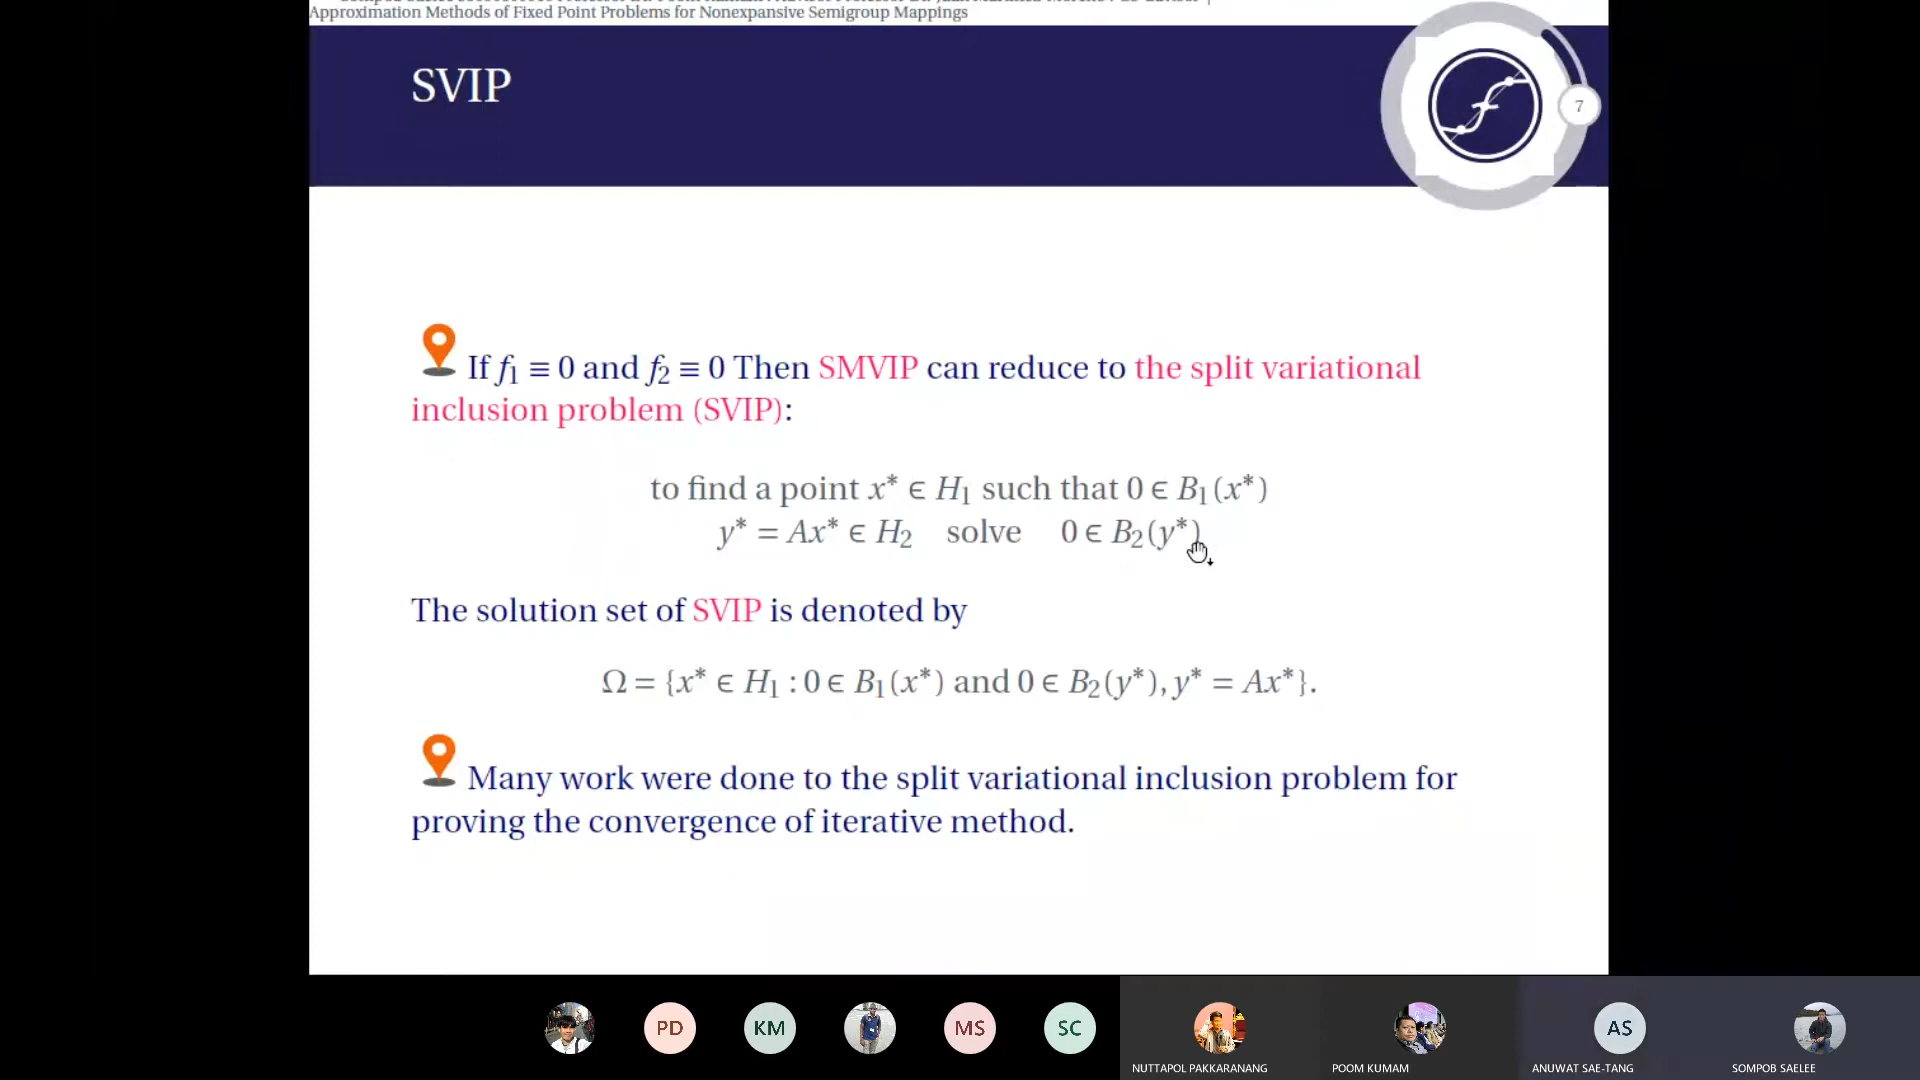 Approximation Methods of Fixed Point Problems for Nonexpansive Semigroup Mappings
SVIP
7
If f₁ ≡ 0 and f₂ ≡ 0 Then SMVIP can reduce to the split variational
inclusion problem (SVIP):
to find a point x* ∈ H₁ such that 0 ∈ B₁(x*)
y* = Ax* ∈ H₂ solve 0 ∈ B₂(y*)
The solution set of SVIP is denoted by
Ω = {x* ∈ H₁ : 0 ∈ B₁(x*) and 0 ∈ B₂(y*), y* = Ax*}.
Many work were done to the split variational inclusion problem for
proving the convergence of iterative method.
PD
KM
MS
SC
AS
NUTTAPOL PAKKARANANG
POOM KUMAM
ANUWAT SAE-TANG
SOMPOB SAELEE